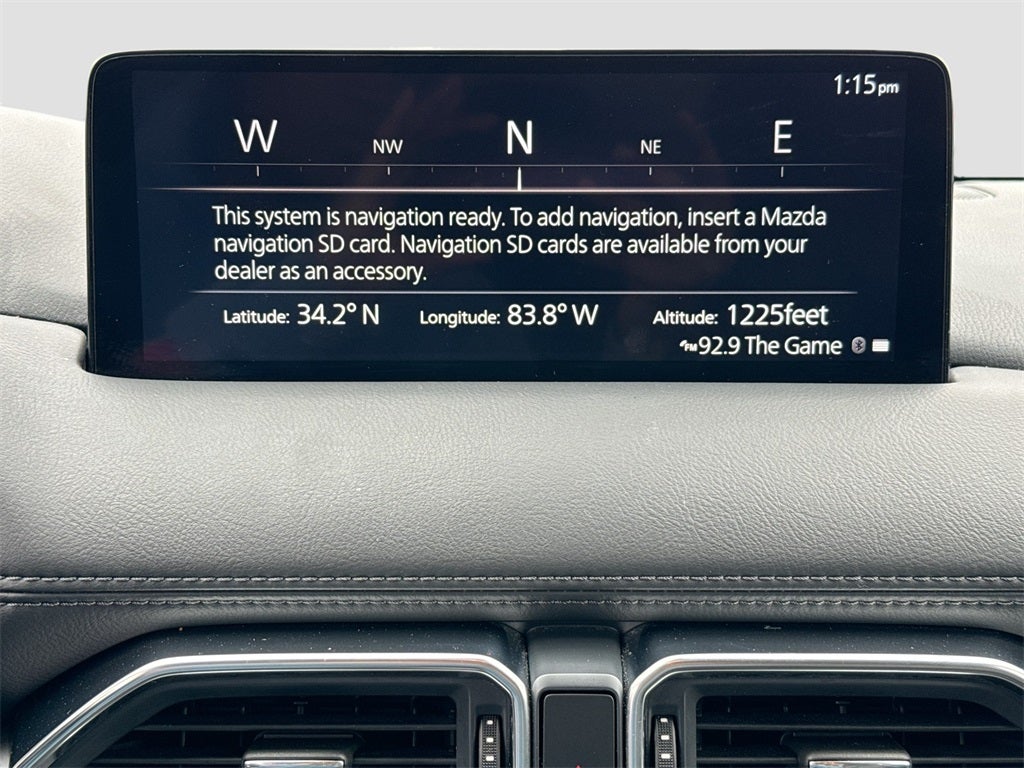 1:15pm
W NW N NE E
This system is navigation ready. To add navigation, insert a Mazda
navigation SD card. Navigation SD cards are available from your
dealer as an accessory.
Latitude: 34.2° N Longitude: 83.8° W Altitude: 1225feet
FM 92.9 The Game